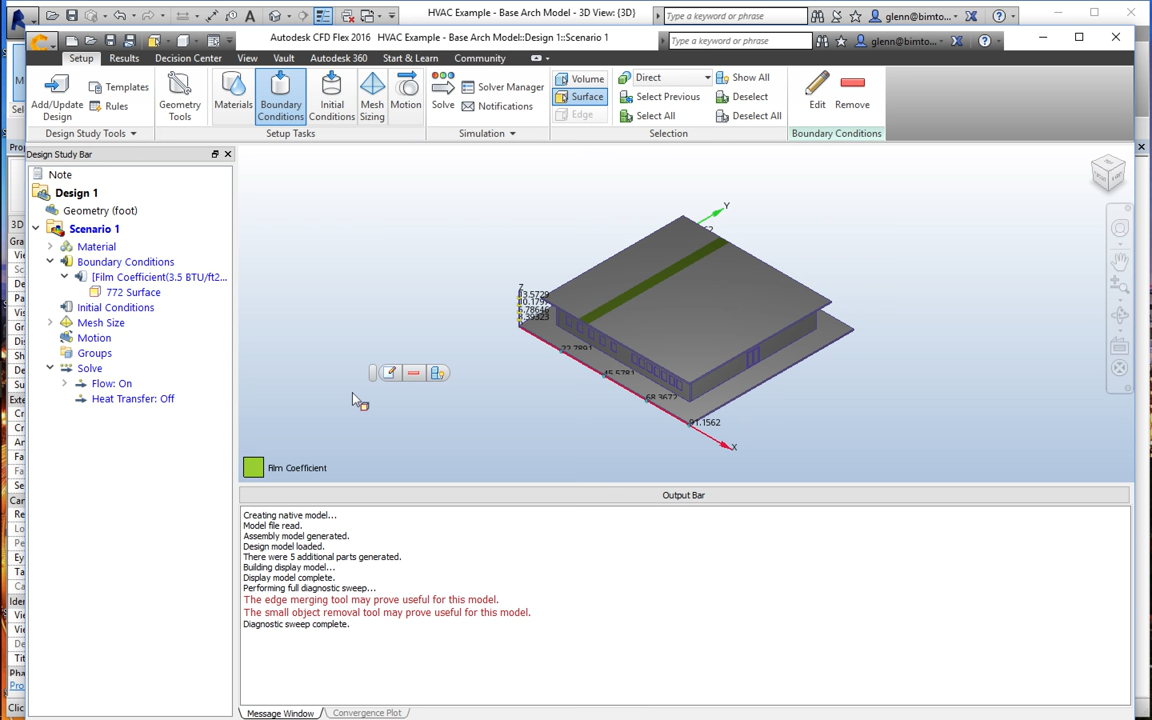 HVAC Example - Base Arch Model - 3D View: {3D}
Type a keyword or phrase
glenn@bimto...
Autodesk CFD Flex 2016   HVAC Example - Base Arch Model::Design 1::Scenario 1
Type a keyword or phrase
glenn@bimto...
Setup Results Decision Center View Vault Autodesk 360 Start & Learn Community
Add/Update Design
Templates
Rules
Geometry Tools
Materials
Boundary Conditions
Initial Conditions
Mesh Sizing
Motion
Solve
Solver Manager
Notifications
Volume
Surface
Edge
Direct
Select Previous
Select All
Show All
Deselect
Deselect All
Edit
Remove
Design Study Tools
Setup Tasks
Simulation
Selection
Boundary Conditions
Design Study Bar
Note
Design 1
Geometry (foot)
Scenario 1
Material
Boundary Conditions
[Film Coefficient(3.5 BTU/ft2...
772 Surface
Initial Conditions
Mesh Size
Motion
Groups
Solve
Flow: On
Heat Transfer: Off
Y
Z
22.7891
45.5781
68.3672
91.1562
X
Film Coefficient
Output Bar
Creating native model...
Model file read.
Assembly model generated.
Design model loaded.
There were 5 additional parts generated.
Building display model...
Display model complete.
Performing full diagnostic sweep...
The edge merging tool may prove useful for this model.
The small object removal tool may prove useful for this model.
Diagnostic sweep complete.
Message Window
Convergence Plot